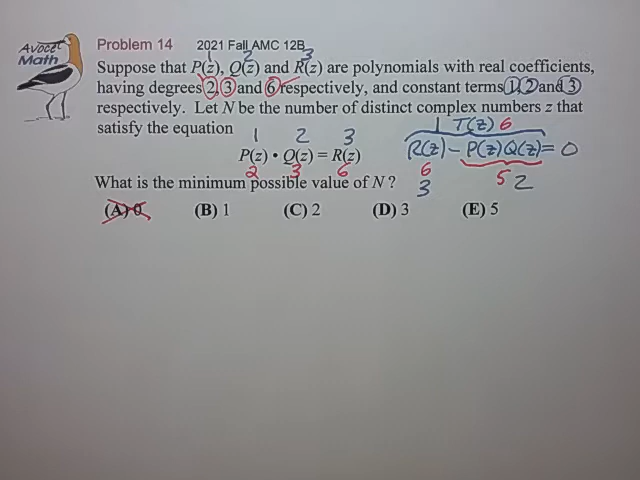 Avocet
Math
Problem 14 2021 Fall AMC 12B
1 2 3
Suppose that P(z), Q(z) and R(z) are polynomials with real coefficients,
having degrees 2, 3 and 6 respectively, and constant terms 1, 2 and 3
respectively. Let N be the number of distinct complex numbers z that
satisfy the equation
1 T(z) 6
1 2 3
P(z) • Q(z) = R(z)
2 3 6
R(z) – P(z)Q(z) = 0
6 5
3 2
What is the minimum possible value of N ?
(A) 0 (B) 1 (C) 2 (D) 3 (E) 5